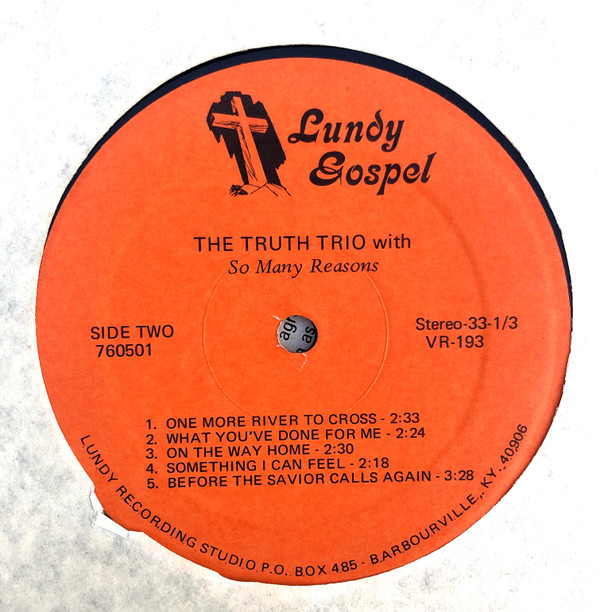 Lundy
Gospel
THE TRUTH TRIO with
So Many Reasons
SIDE TWO
760501
Stereo-33-1/3
VR-193
1. ONE MORE RIVER TO CROSS - 2:33
2. WHAT YOU'VE DONE FOR ME - 2:24
3. ON THE WAY HOME - 2:30
4. SOMETHING I CAN FEEL - 2:18
5. BEFORE THE SAVIOR CALLS AGAIN - 3:28
LUNDY RECORDING STUDIO P.O. BOX 485 - BARBOURVILLE, KY. 40906